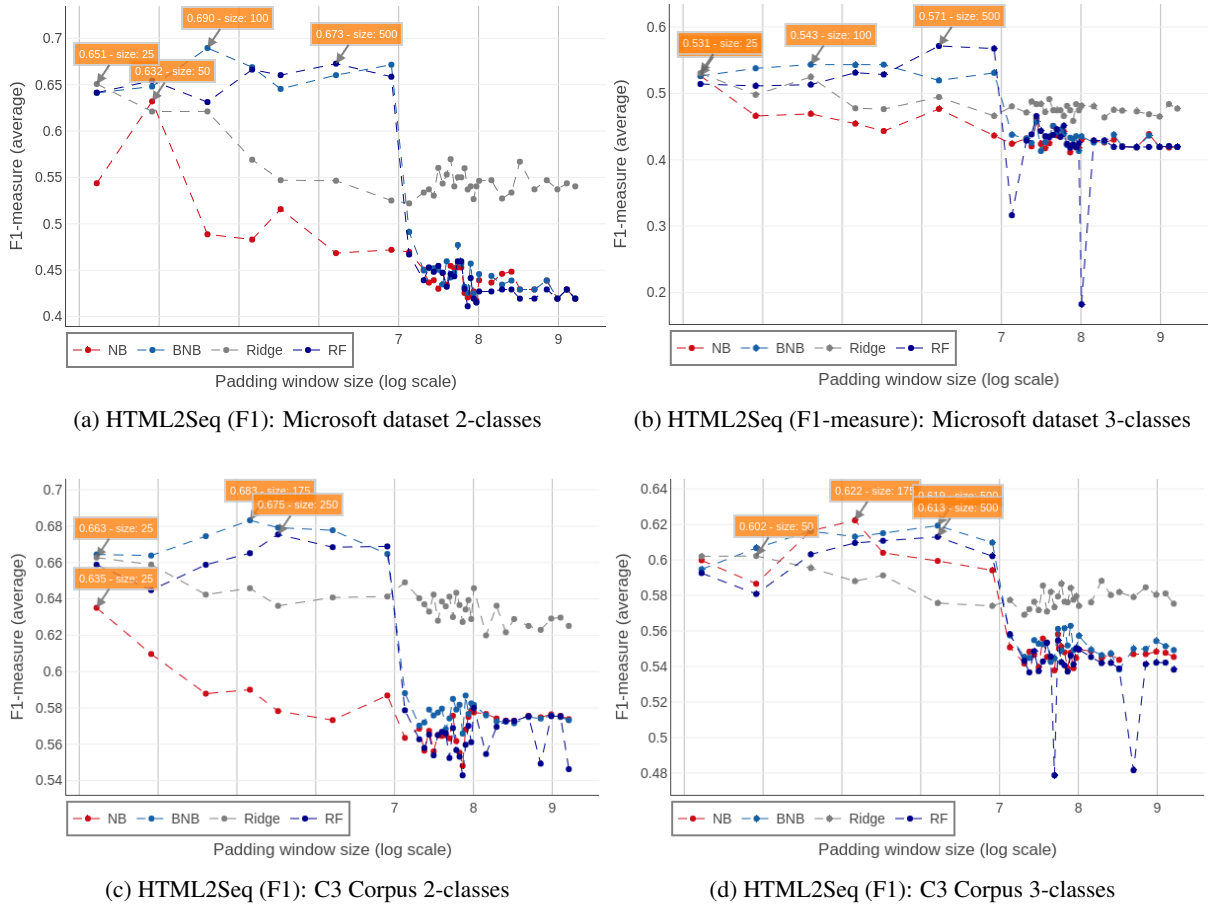 0.690 - size: 100
0.673 - size: 500
0.651 - size: 25
0.632 - size: 50
0.7
0.65
0.6
0.55
0.5
0.45
0.4
F1-measure (average)
7
8
9
NB
BNB
Ridge
RF
Padding window size (log scale)
(a) HTML2Seq (F1): Microsoft dataset 2-classes
0.571 - size: 500
0.543 - size: 100
0.531 - size: 25
0.6
0.5
0.4
0.3
0.2
F1-measure (average)
7
8
9
NB
BNB
Ridge
RF
Padding window size (log scale)
(b) HTML2Seq (F1-measure): Microsoft dataset 3-classes
0.683 - size: 175
0.675 - size: 250
0.663 - size: 25
0.635 - size: 25
0.7
0.68
0.66
0.64
0.62
0.6
0.58
0.56
0.54
F1-measure (average)
7
8
9
NB
BNB
Ridge
RF
Padding window size (log scale)
(c) HTML2Seq (F1): C3 Corpus 2-classes
0.622 - size: 175
0.619 - size: 500
0.613 - size: 500
0.602 - size: 50
0.64
0.62
0.6
0.58
0.56
0.54
0.5
0.48
F1-measure (average)
7
8
9
NB
BNB
Ridge
RF
Padding window size (log scale)
(d) HTML2Seq (F1): C3 Corpus 3-classes